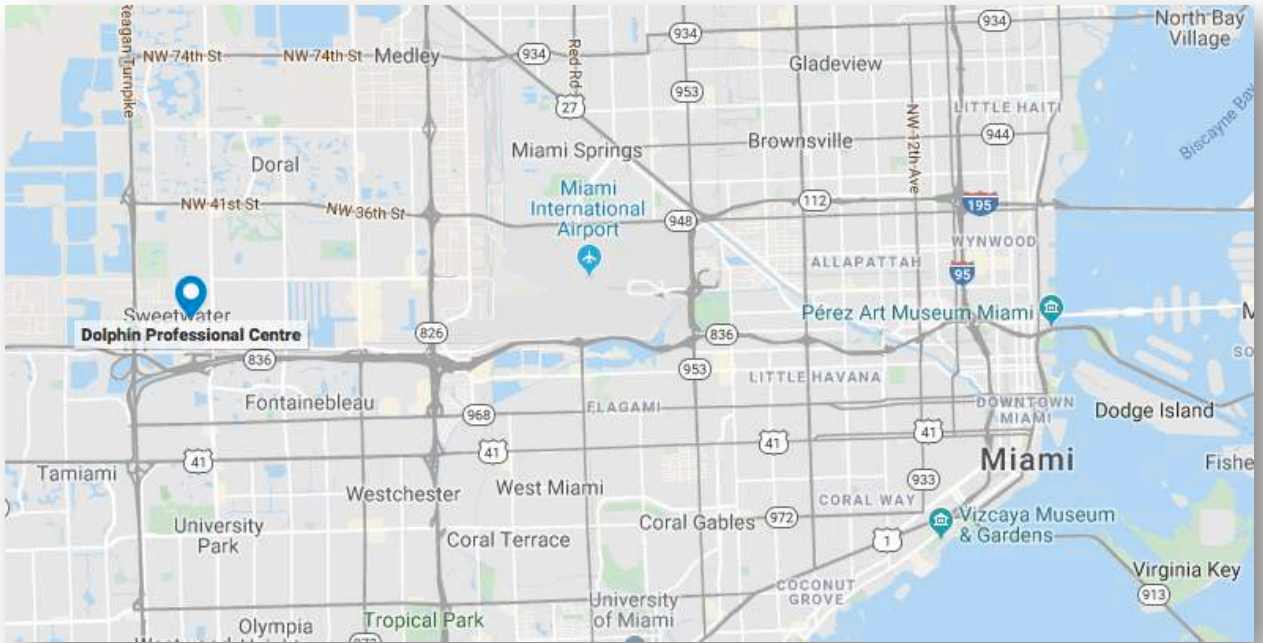 North Bay
Village
934
Reagan Turnpike
NW 74th St
NW 74th St
Medley
934
Red Rd
934
Gladeview
27
953
LITTLE HAITI
944
Biscayne Bay
NW 12th Ave
Brownsville
Miami Springs
Doral
Miami
International
Airport
NW 41st St
NW 36th St
948
112
195
WYNWOOD
ALLAPATTAH
95
Sweetwater
Dolphin Professional Centre
Pérez Art Museum Miami
826
836
836
953
LITTLE HAVANA
Fontainebleau
968
FLAGAMI
DOWNTOWN
MIAMI
Dodge Island
41
41
41
41
Miami
Tamiami
Westchester
West Miami
933
CORAL WAY
University
Park
Coral Gables
972
Vizcaya Museum
& Gardens
Coral Terrace
1
Virginia Key
913
COCONUT
GROVE
University
of Miami
Tropical Park
Olympia